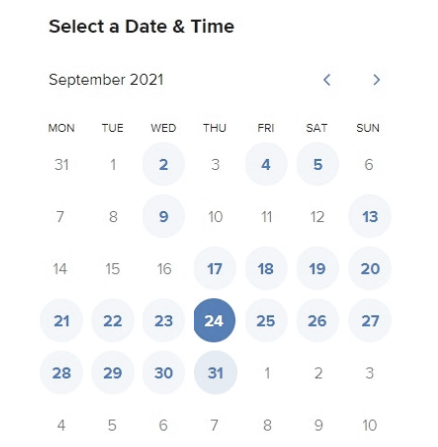 Select a Date & Time
September 2021
MON TUE WED THU FRI SAT SUN
31 1 2 3 4 5 6
7 8 9 10 11 12 13
14 15 16 17 18 19 20
21 22 23 24 25 26 27
28 29 30 31 1 2 3
4 5 6 7 8 9 10